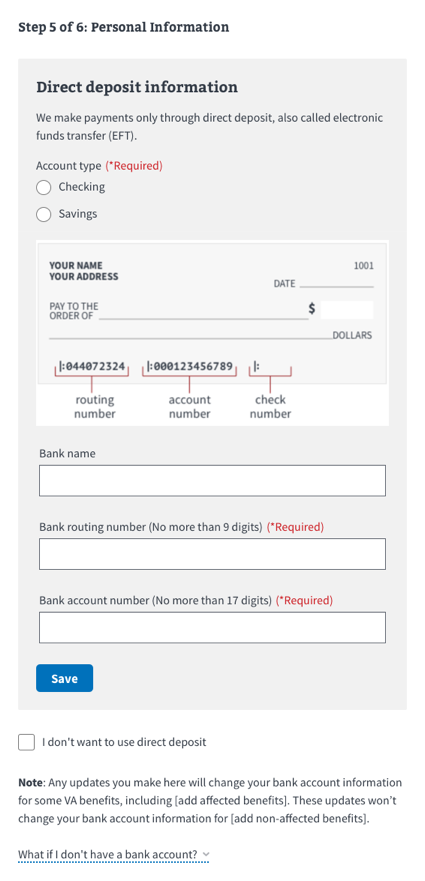 Step 5 of 6: Personal Information
Direct deposit information
We make payments only through direct deposit, also called electronic
funds transfer (EFT).
Account type (*Required)
Checking
Savings
YOUR NAME
YOUR ADDRESS
1001
DATE
PAY TO THE
ORDER OF
$
DOLLARS
|:044072324 |:000123456789 |:
routing
number
account
number
check
number
Bank name
Bank routing number (No more than 9 digits) (*Required)
Bank account number (No more than 17 digits) (*Required)
Save
I don't want to use direct deposit
Note: Any updates you make here will change your bank account information
for some VA benefits, including [add affected benefits]. These updates won't
change your bank account information for [add non-affected benefits].
What if I don't have a bank account?